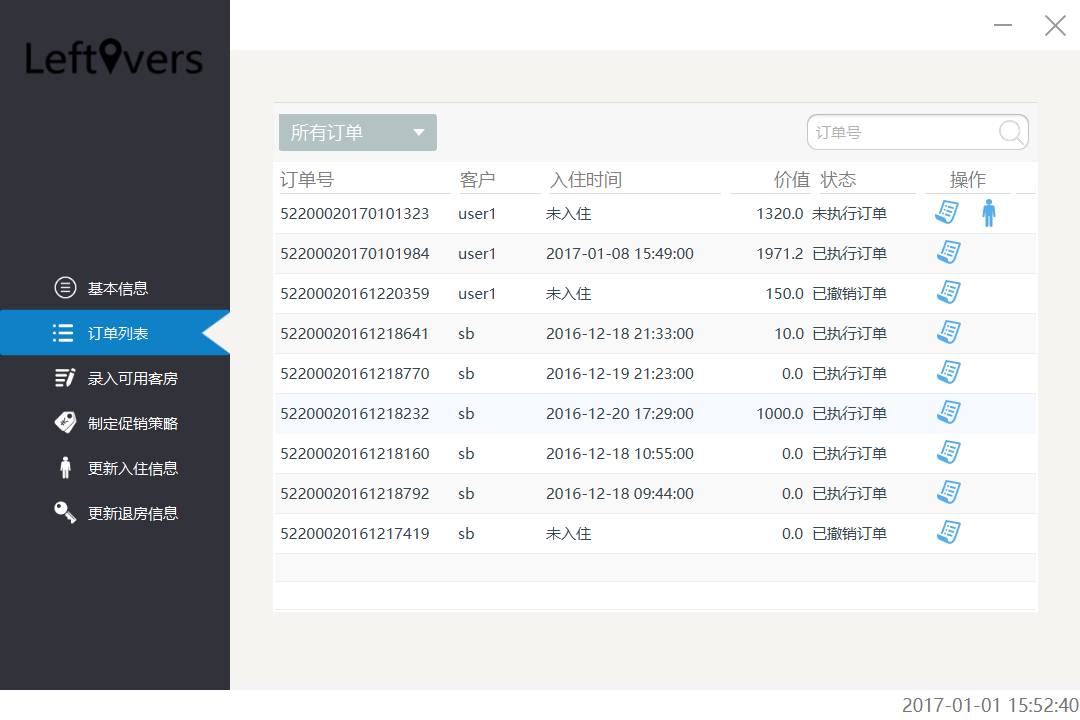 Leftovers
基本信息
订单列表
录入可用客房
制定促销策略
更新入住信息
更新退房信息
所有订单
订单号
订单号 客户 入住时间 价值 状态 操作
52200020170101323 user1 未入住 1320.0 未执行订单
52200020170101984 user1 2017-01-08 15:49:00 1971.2 已执行订单
52200020161220359 user1 未入住 150.0 已撤销订单
52200020161218641 sb 2016-12-18 21:33:00 10.0 已执行订单
52200020161218770 sb 2016-12-19 21:23:00 0.0 已执行订单
52200020161218232 sb 2016-12-20 17:29:00 1000.0 已执行订单
52200020161218160 sb 2016-12-18 10:55:00 0.0 已执行订单
52200020161218792 sb 2016-12-18 09:44:00 0.0 已执行订单
52200020161217419 sb 未入住 0.0 已撤销订单
2017-01-01 15:52:40